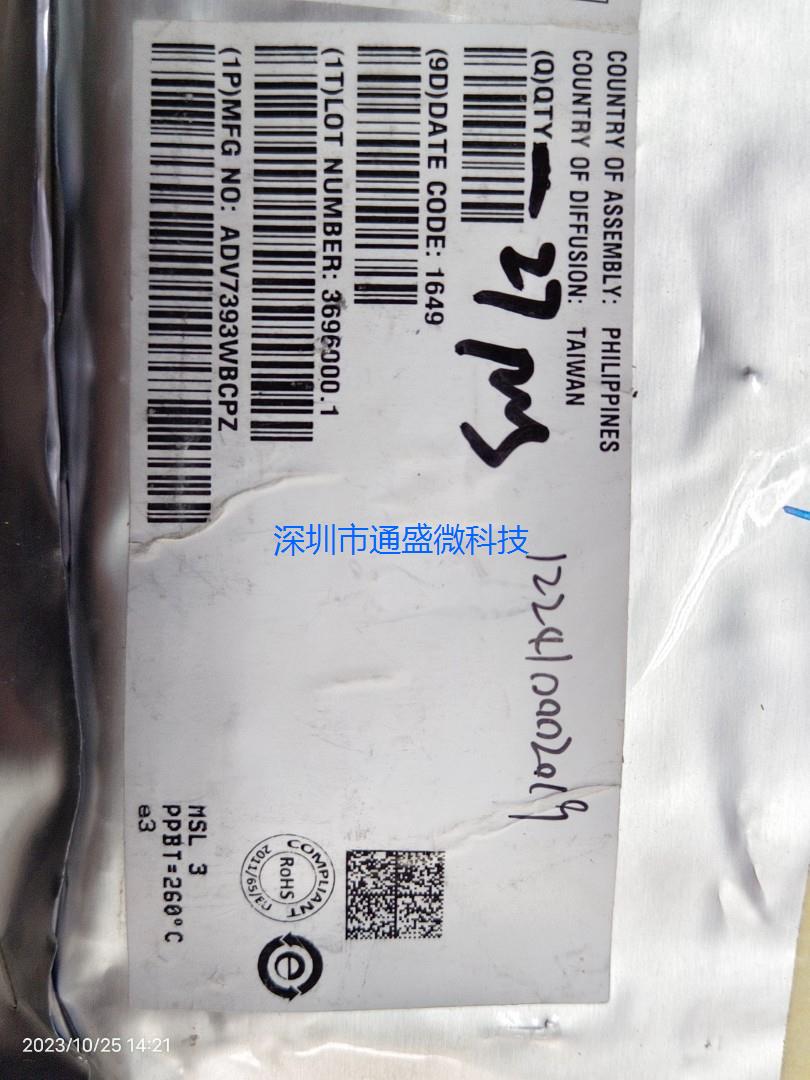 COUNTRY OF ASSEMBLY: PHILIPPINES
COUNTRY OF DIFFUSION: TAIWAN
(Q)QTY
27
(9D)DATE CODE: 1649
(1T)LOT NUMBER: 3696000.1
(1P)MFG NO: ADV7393WBCPZ
深圳市通盛微科技
MSL 3
PPBT=260°C
e3
COMPLIANT
RoHS
2011/65/EU
e
2023/10/25 14:21